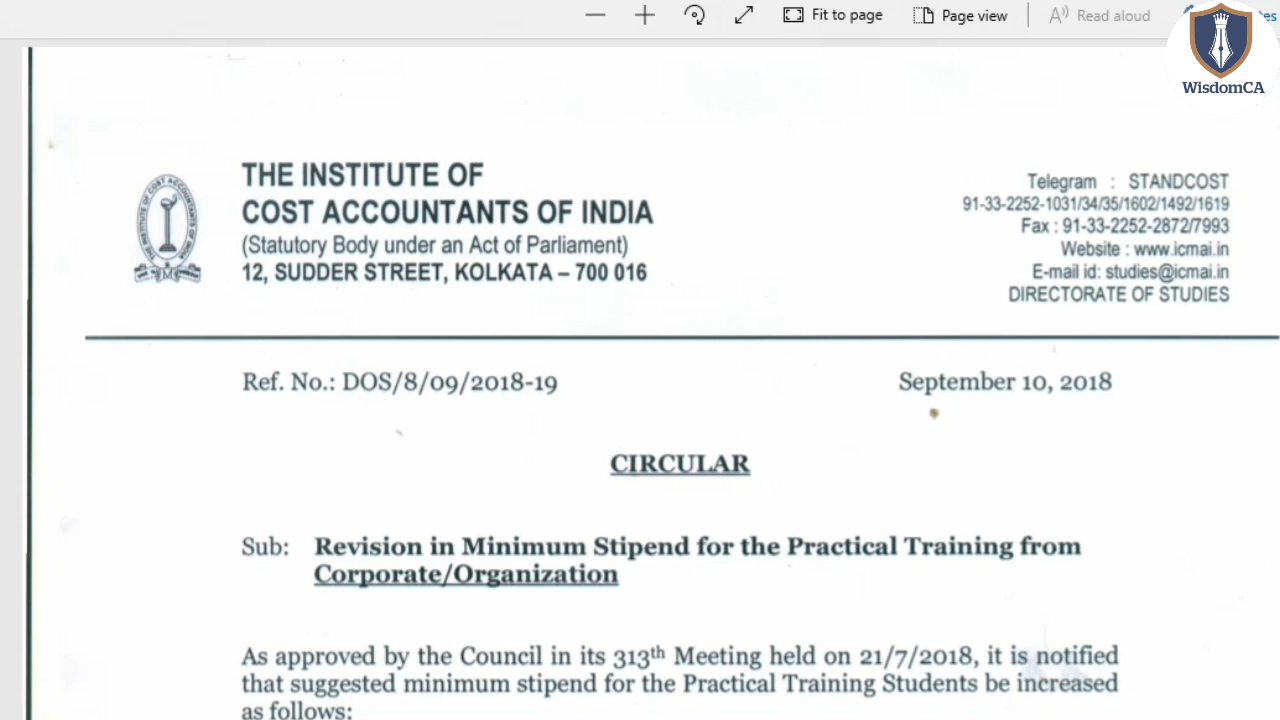 Fit to page
Page view
Read aloud
WisdomCA
THE INSTITUTE OF
COST ACCOUNTANTS OF INDIA
(Statutory Body under an Act of Parliament)
12, SUDDER STREET, KOLKATA – 700 016
Telegram : STANDCOST
91-33-2252-1031/34/35/1602/1492/1619
Fax : 91-33-2252-2872/7993
Website : www.icmai.in
E-mail id: studies@icmai.in
DIRECTORATE OF STUDIES
Ref. No.: DOS/8/09/2018-19
September 10, 2018
CIRCULAR
Sub: Revision in Minimum Stipend for the Practical Training from
Corporate/Organization
As approved by the Council in its 313th Meeting held on 21/7/2018, it is notified
that suggested minimum stipend for the Practical Training Students be increased
as follows: